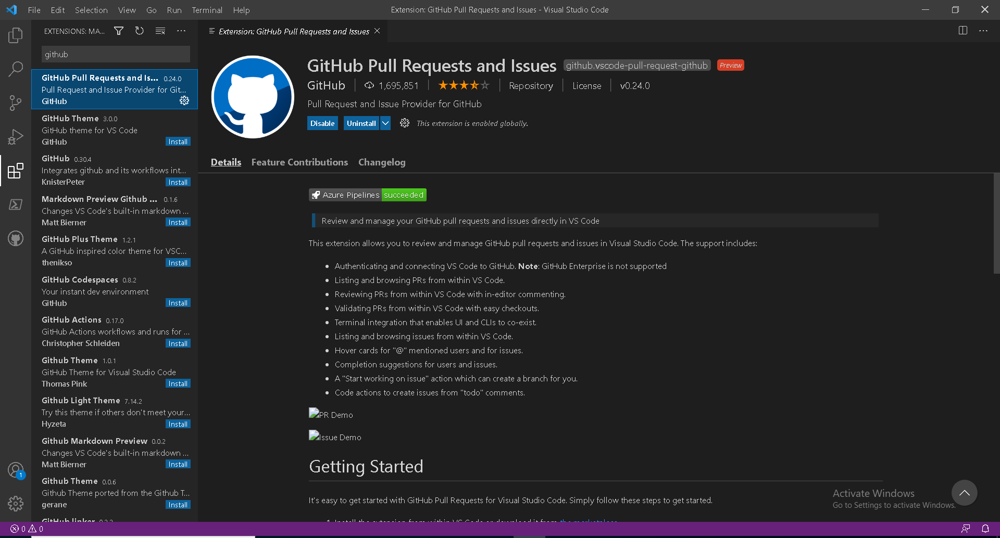 File Edit Selection View Go Run Terminal Help
Extension: GitHub Pull Requests and Issues - Visual Studio Code
EXTENSIONS: MA...
github
GitHub Pull Requests and Is... 0.24.0
Pull Request and Issue Provider for Git...
GitHub
GitHub Theme 3.0.0
GitHub theme for VS Code
GitHub Install
GitHub 0.30.4
Integrates github and its workflows int...
KnisterPeter Install
Markdown Preview Github ... 0.1.6
Changes VS Code's built-in markdown ...
Matt Bierner Install
GitHub Plus Theme 1.2.1
A GitHub inspired color theme for VSC...
thenikso Install
GitHub Codespaces 0.8.2
Your instant dev environment
GitHub Install
GitHub Actions 0.17.0
GitHub Actions workflows and runs for ...
Christopher Schleiden Install
Github Theme 1.0.1
GitHub Theme for Visual Studio Code
Thomas Pink Install
Github Light Theme 7.14.2
Try this theme if others don't meet your...
Hyzeta Install
Github Markdown Preview 0.0.2
Changes VS Code's built-in markdown ...
Matt Bierner Install
Github Theme 0.0.6
Github Theme ported from the Github T...
gerane Install
GitHub linker
1
Extension: GitHub Pull Requests and Issues
GitHub Pull Requests and Issues github.vscode-pull-request-github Preview
GitHub 1,695,851 Repository License v0.24.0
Pull Request and Issue Provider for GitHub
Disable Uninstall This extension is enabled globally.
Details Feature Contributions Changelog
Azure Pipelines succeeded
Review and manage your GitHub pull requests and issues directly in VS Code
This extension allows you to review and manage GitHub pull requests and issues in Visual Studio Code. The support includes:
• Authenticating and connecting VS Code to GitHub. Note: GitHub Enterprise is not supported
• Listing and browsing PRs from within VS Code.
• Reviewing PRs from within VS Code with in-editor commenting.
• Validating PRs from within VS Code with easy checkouts.
• Terminal integration that enables UI and CLIs to co-exist.
• Listing and browsing issues from within VS Code.
• Hover cards for "@" mentioned users and for issues.
• Completion suggestions for users and issues.
• A "Start working on issue" action which can create a branch for you.
• Code actions to create issues from "todo" comments.
PR Demo
Issue Demo
Getting Started
It's easy to get started with GitHub Pull Requests for Visual Studio Code. Simply follow these steps to get started.
1. Install the extension from within VS Code or download it from the marketplace
Activate Windows
Go to Settings to activate Windows.
0 0